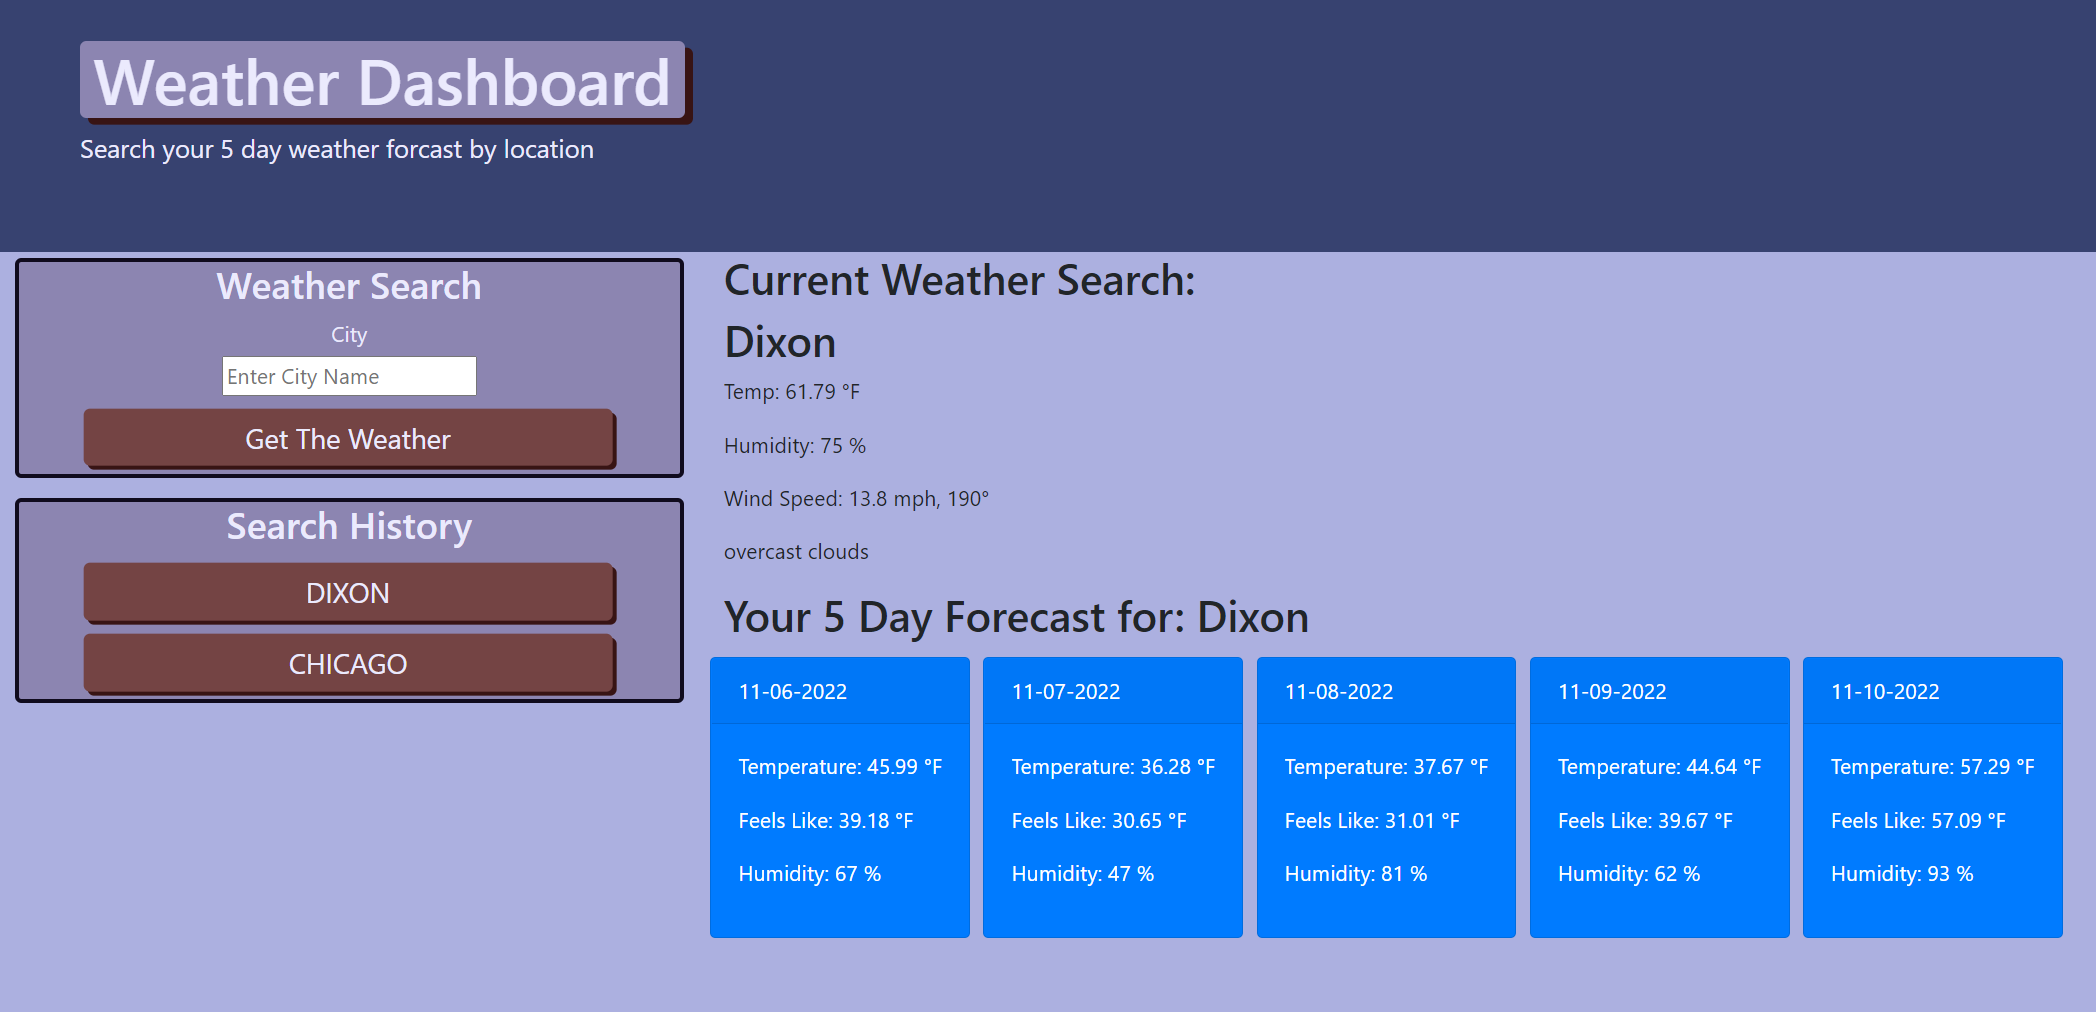 Weather Dashboard
Search your 5 day weather forcast by location
Weather Search
City
Enter City Name
Get The Weather
Search History
DIXON
CHICAGO
Current Weather Search:
Dixon
Temp: 61.79 °F
Humidity: 75 %
Wind Speed: 13.8 mph, 190°
overcast clouds
Your 5 Day Forecast for: Dixon
11-06-2022
Temperature: 45.99 °F
Feels Like: 39.18 °F
Humidity: 67 %
11-07-2022
Temperature: 36.28 °F
Feels Like: 30.65 °F
Humidity: 47 %
11-08-2022
Temperature: 37.67 °F
Feels Like: 31.01 °F
Humidity: 81 %
11-09-2022
Temperature: 44.64 °F
Feels Like: 39.67 °F
Humidity: 62 %
11-10-2022
Temperature: 57.29 °F
Feels Like: 57.09 °F
Humidity: 93 %